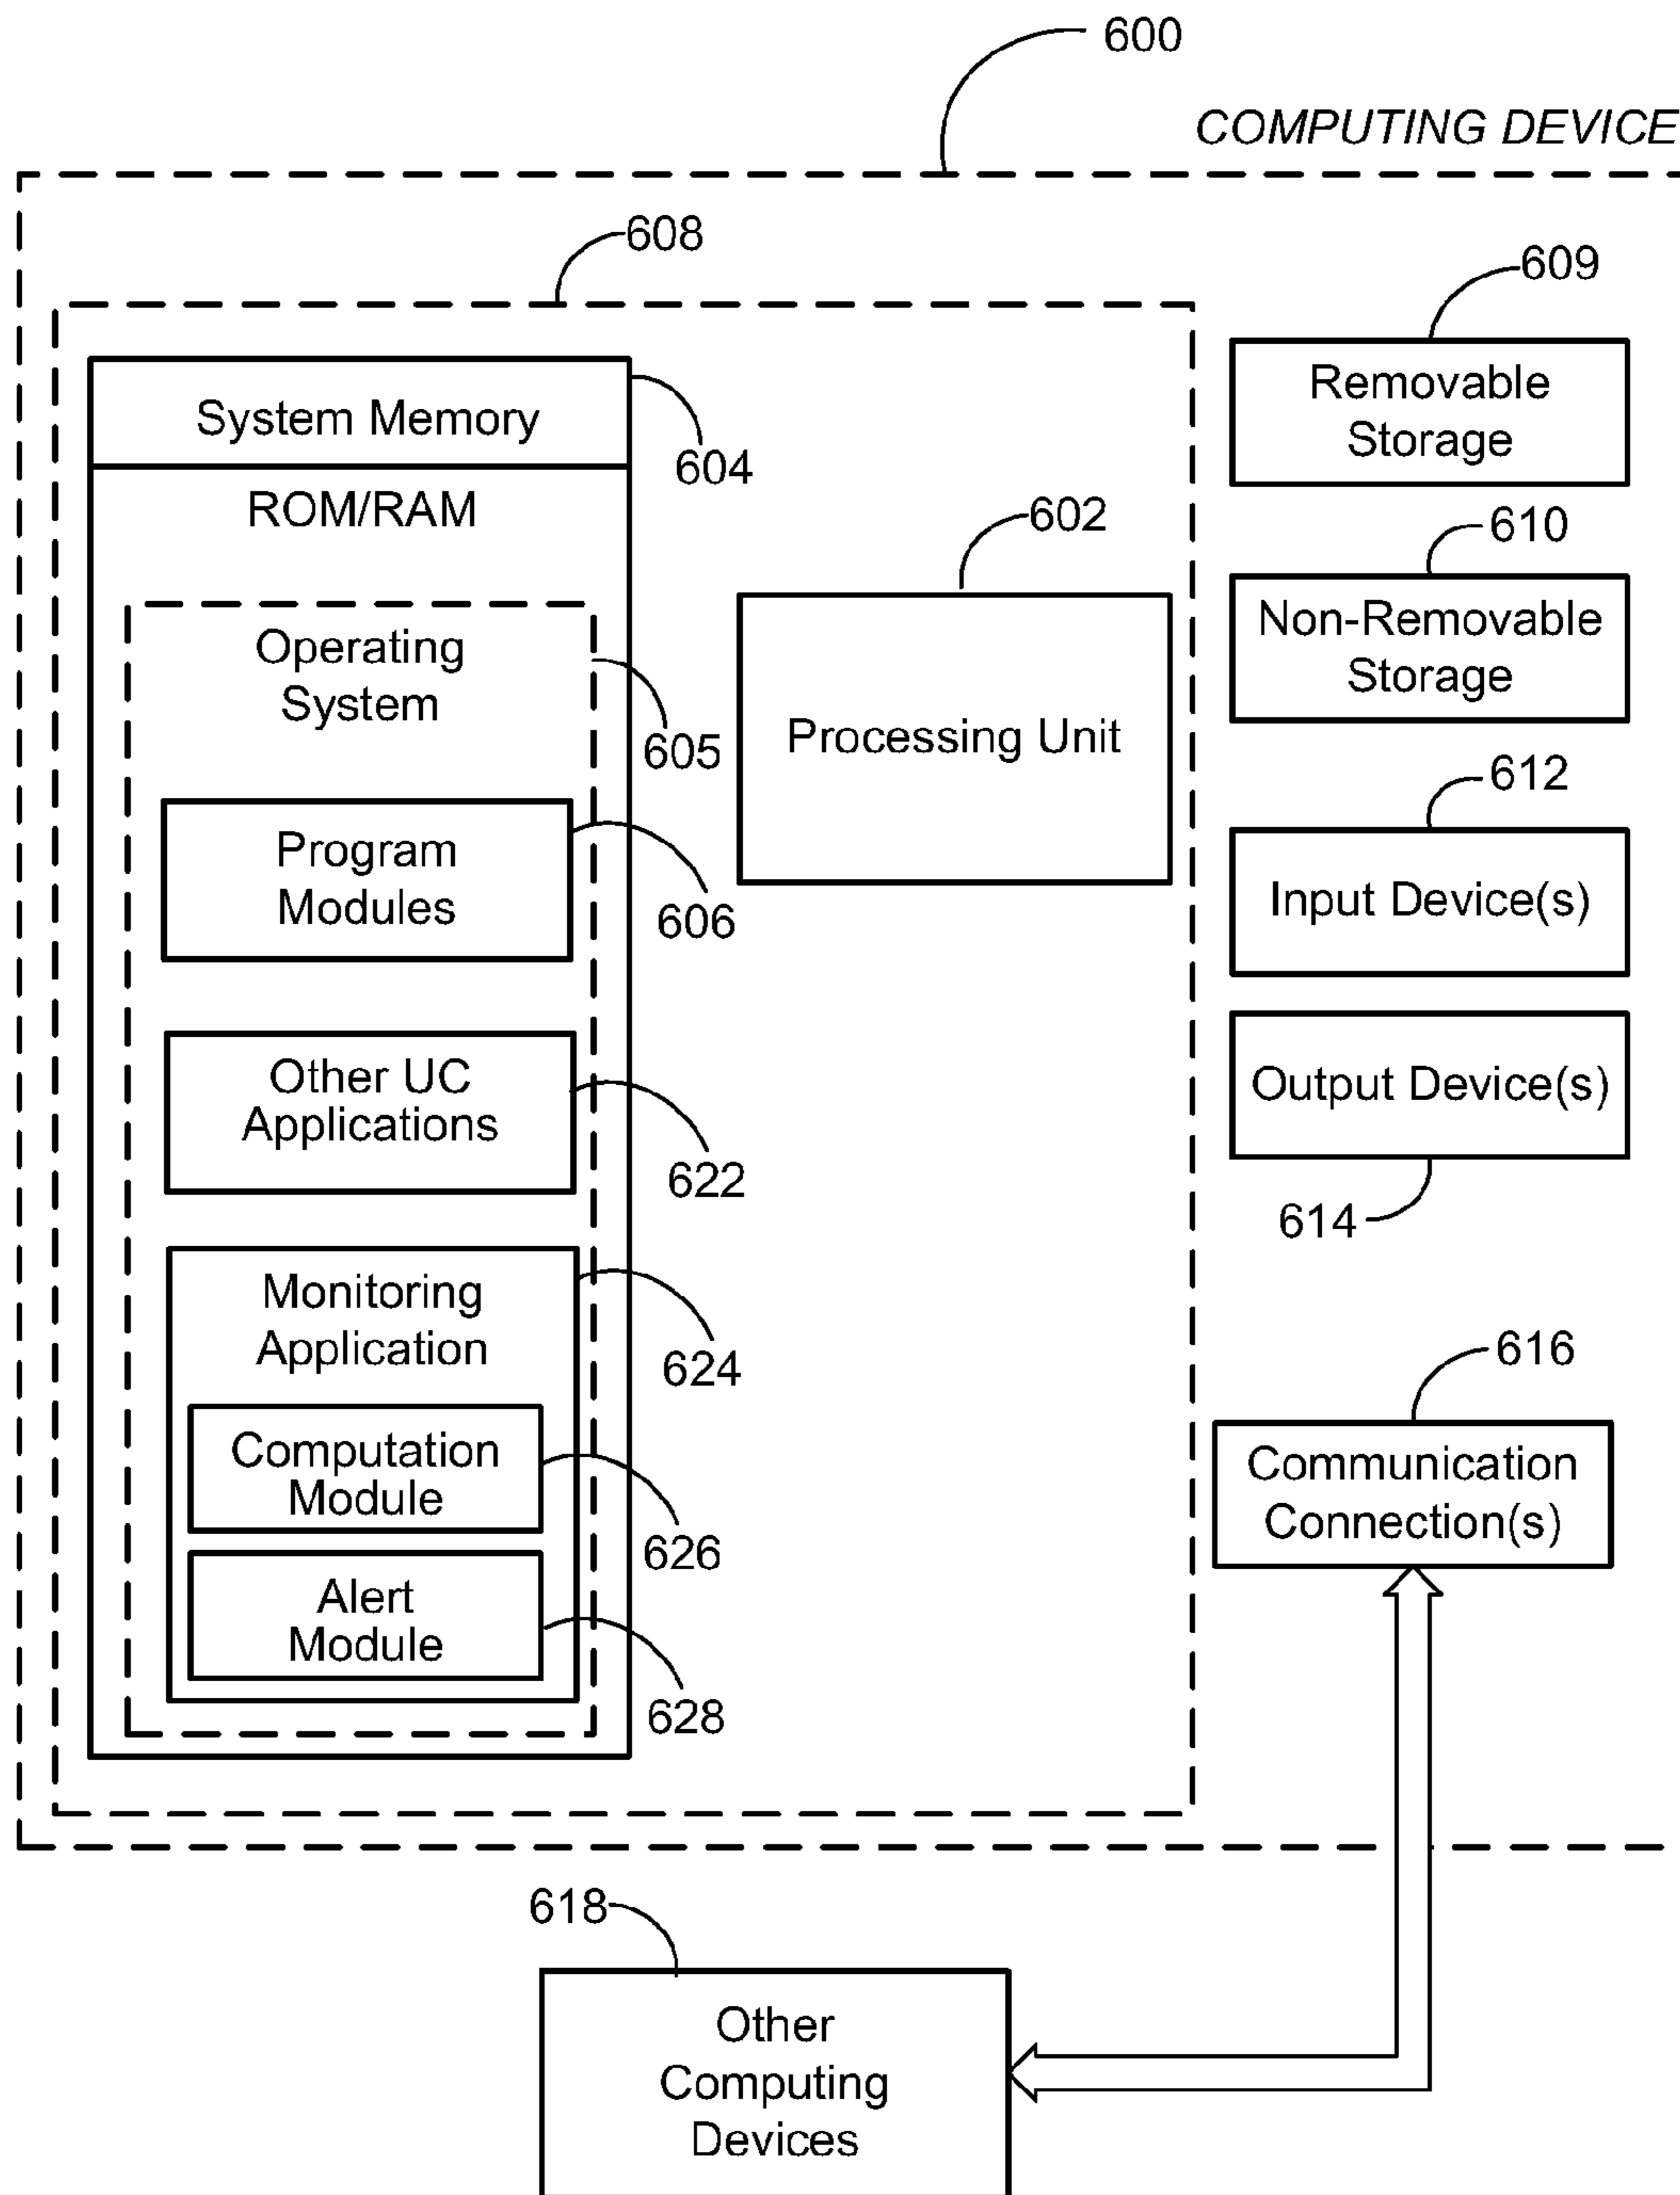 600
COMPUTING DEVICE
608
609
System Memory
604
ROM/RAM
Removable
Storage
602
610
Operating
System
605
Processing Unit
Non-Removable
Storage
612
Program
Modules
606
Input Device(s)
Other UC
Applications
622
Output Device(s)
614
Monitoring
Application
624
616
Computation
Module
626
Communication
Connection(s)
Alert
Module
628
618
Other
Computing
Devices